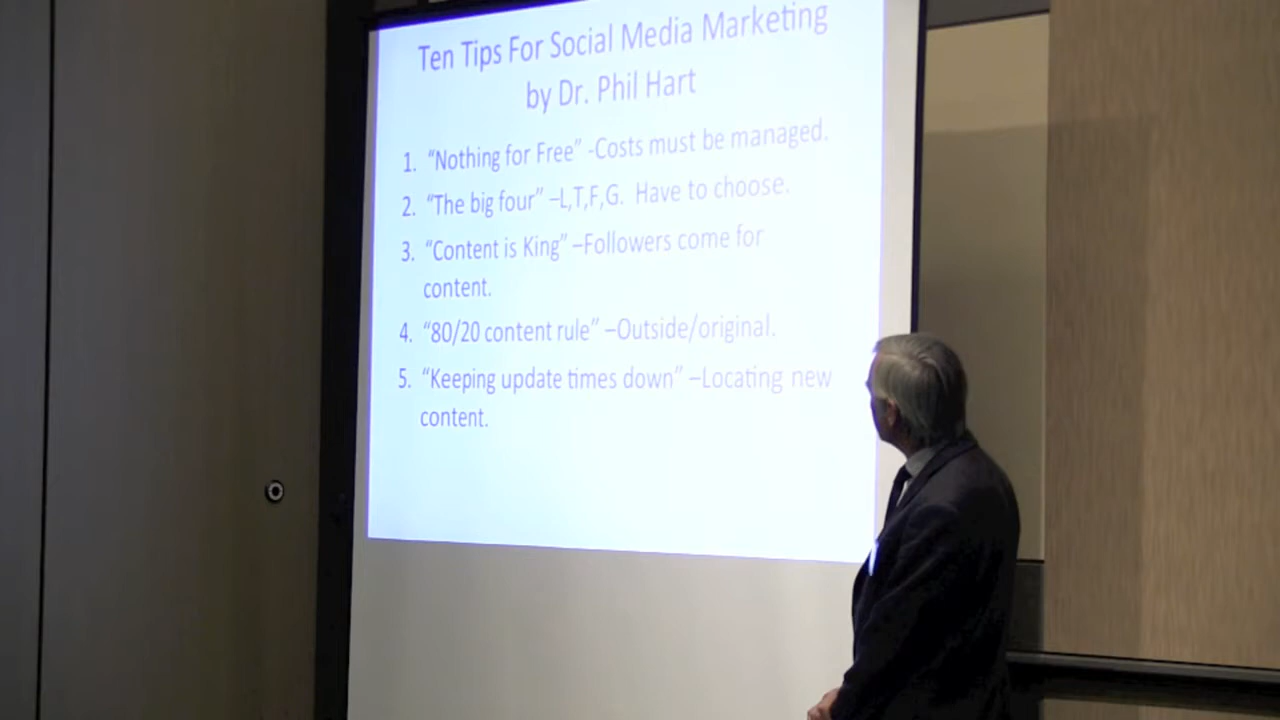 Ten Tips For Social Media Marketing
by Dr. Phil Hart
1. “Nothing for Free” -Costs must be managed.
2. “The big four” –L,T,F,G. Have to choose.
3. “Content is King” –Followers come for
content.
4. “80/20 content rule” –Outside/original.
5. “Keeping update times down” –Locating new
content.